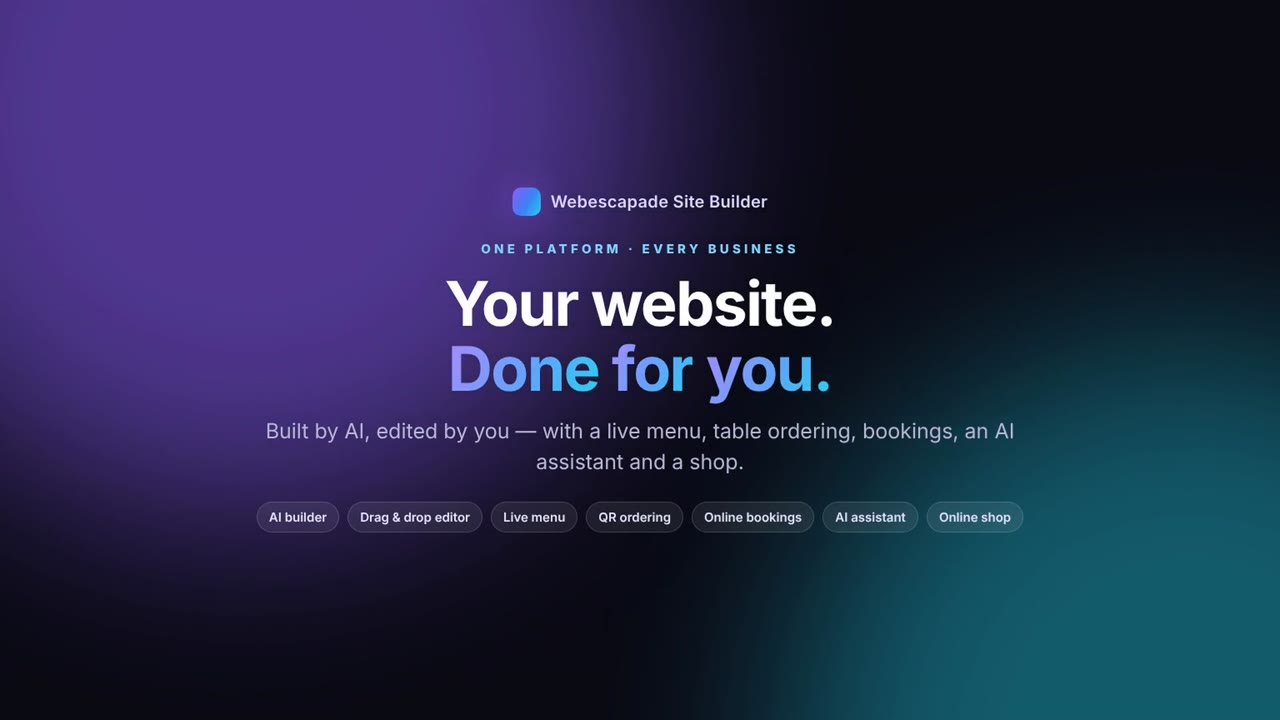 Webescapade Site Builder
ONE PLATFORM · EVERY BUSINESS
Your website.
Done for you.
Built by AI, edited by you — with a live menu, table ordering, bookings, an AI
assistant and a shop.
AI builder Drag & drop editor Live menu QR ordering Online bookings AI assistant Online shop